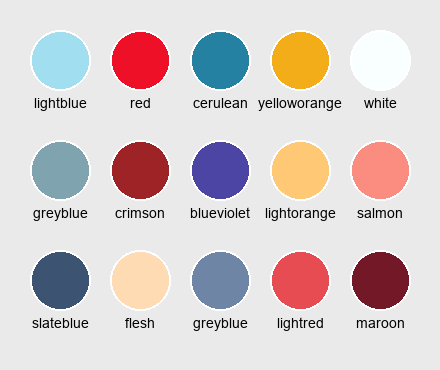 lightblue red cerulean yelloworange white
greyblue crimson blueviolet lightorange salmon
slateblue flesh greyblue lightred maroon